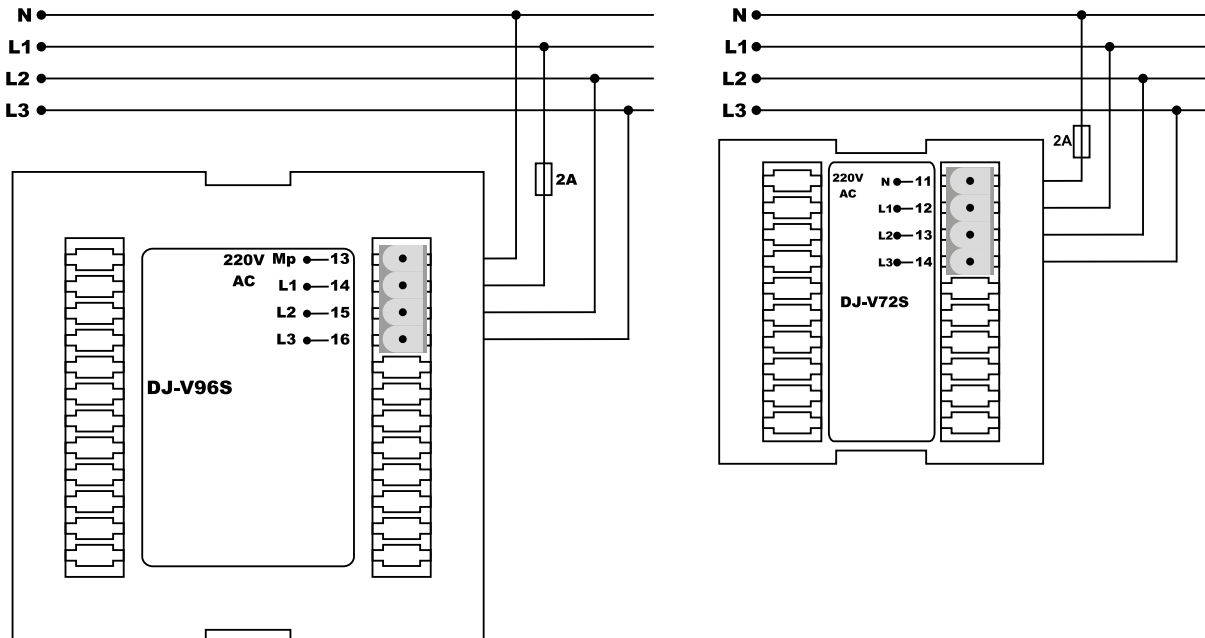 N
L1
L2
L3
2A
220V Mp 13
AC L1 14
L2 15
L3 16
DJ-V96S
N
L1
L2
L3
2A
220V N 11
AC
L1 12
L2 13
L3 14
DJ-V72S